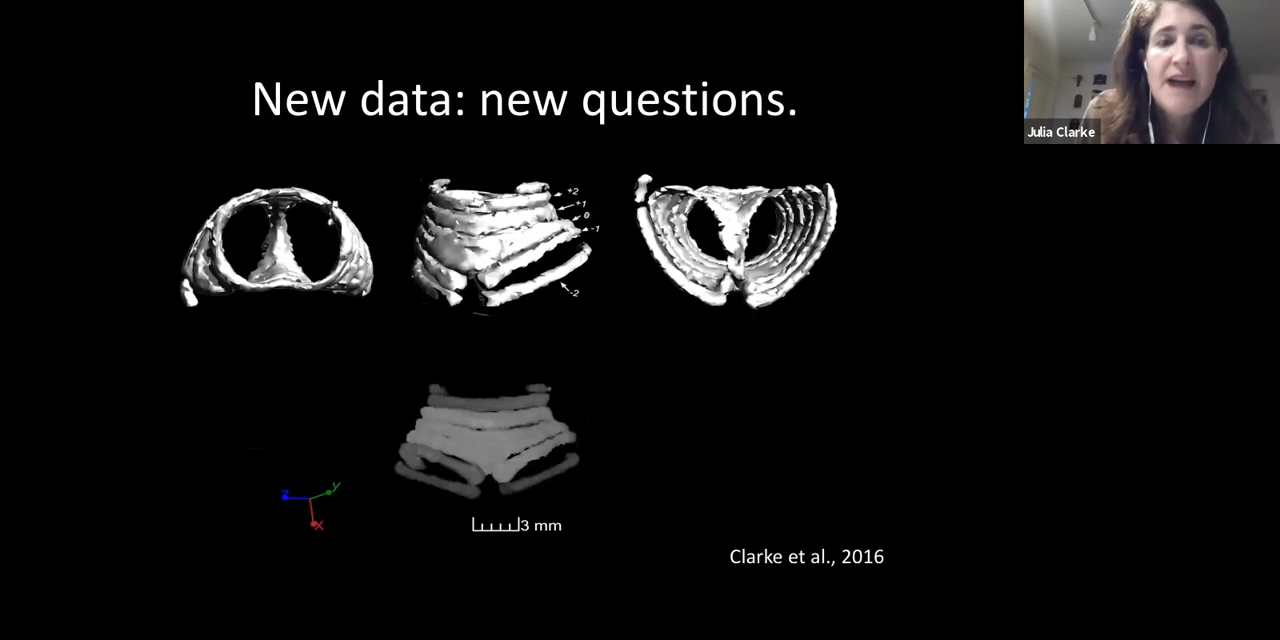 New data: new questions.
Julia Clarke
+2
+1
0
-1
-2
Z
Y
X
3 mm
Clarke et al., 2016